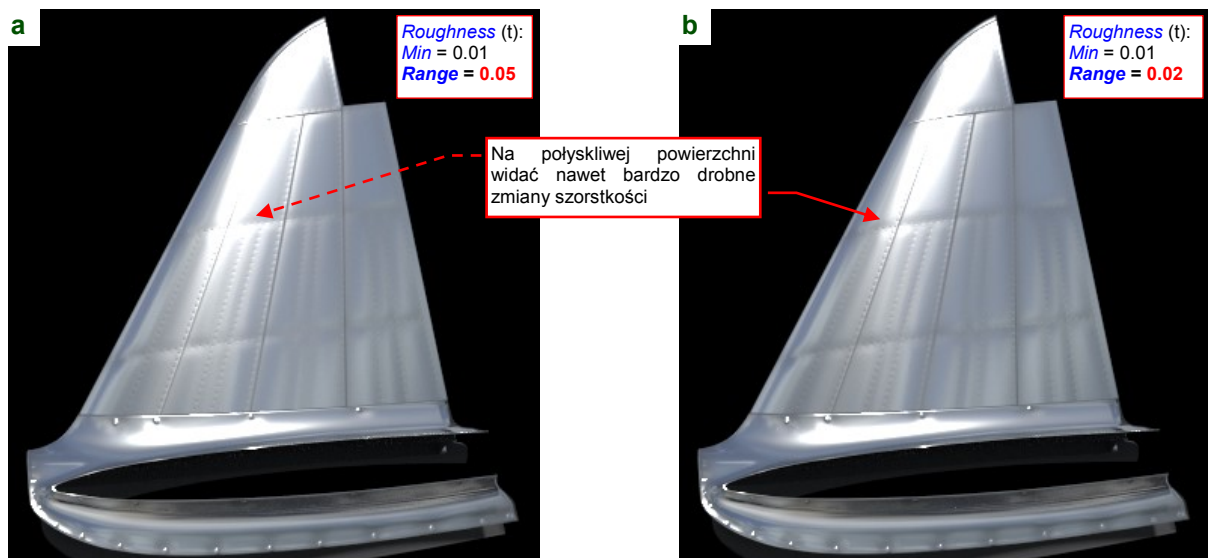 a
Roughness (t):
Min = 0.01
Range = 0.05
b
Roughness (t):
Min = 0.01
Range = 0.02
Na połyskliwej powierzchni
widać nawet bardzo drobne
zmiany szorstkości